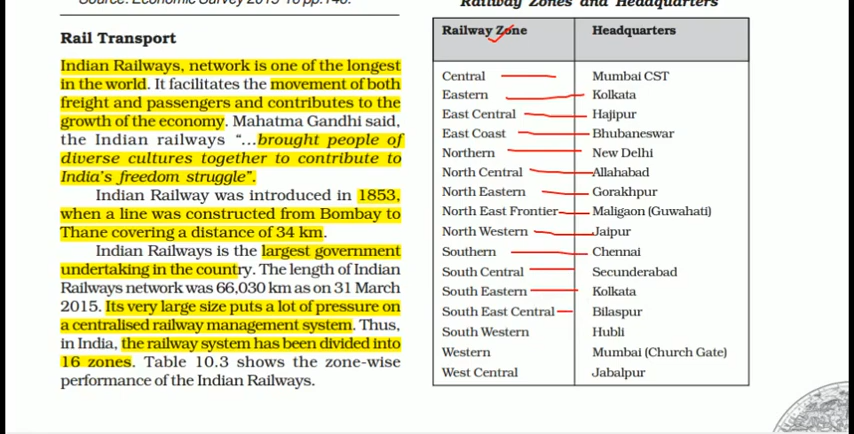 Source: Economic Survey 2015-16 pp.146.
Rail Transport
Indian Railways, network is one of the longest
in the world. It facilitates the movement of both
freight and passengers and contributes to the
growth of the economy. Mahatma Gandhi said,
the Indian railways “...brought people of
diverse cultures together to contribute to
India’s freedom struggle”.
Indian Railway was introduced in 1853,
when a line was constructed from Bombay to
Thane covering a distance of 34 km.
Indian Railways is the largest government
undertaking in the country. The length of Indian
Railways network was 66,030 km as on 31 March
2015. Its very large size puts a lot of pressure on
a centralised railway management system. Thus,
in India, the railway system has been divided into
16 zones. Table 10.3 shows the zone-wise
performance of the Indian Railways.
Railway Zones and Headquarters
Railway Zone Headquarters
Central Mumbai CST
Eastern Kolkata
East Central Hajipur
East Coast Bhubaneswar
Northern New Delhi
North Central Allahabad
North Eastern Gorakhpur
North East Frontier Maligaon (Guwahati)
North Western Jaipur
Southern Chennai
South Central Secunderabad
South Eastern Kolkata
South East Central Bilaspur
South Western Hubli
Western Mumbai (Church Gate)
West Central Jabalpur